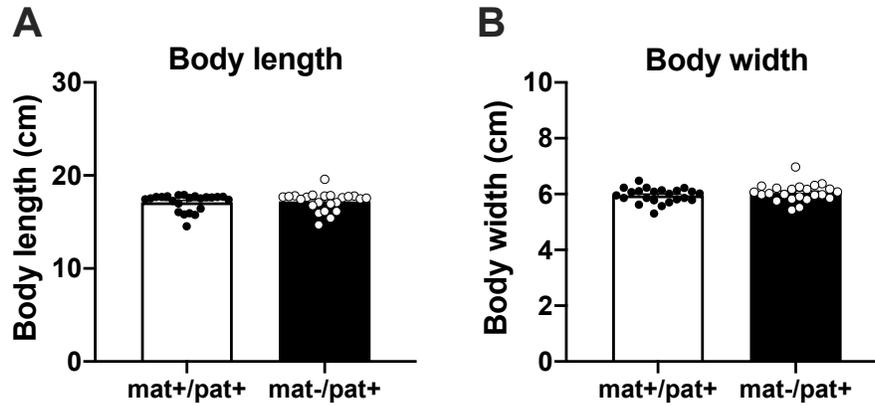 A
Body length
Body length (cm)
30
20
10
0
mat+/pat+ mat-/pat+
B
Body width
Body width (cm)
10
8
6
4
2
0
mat+/pat+ mat-/pat+